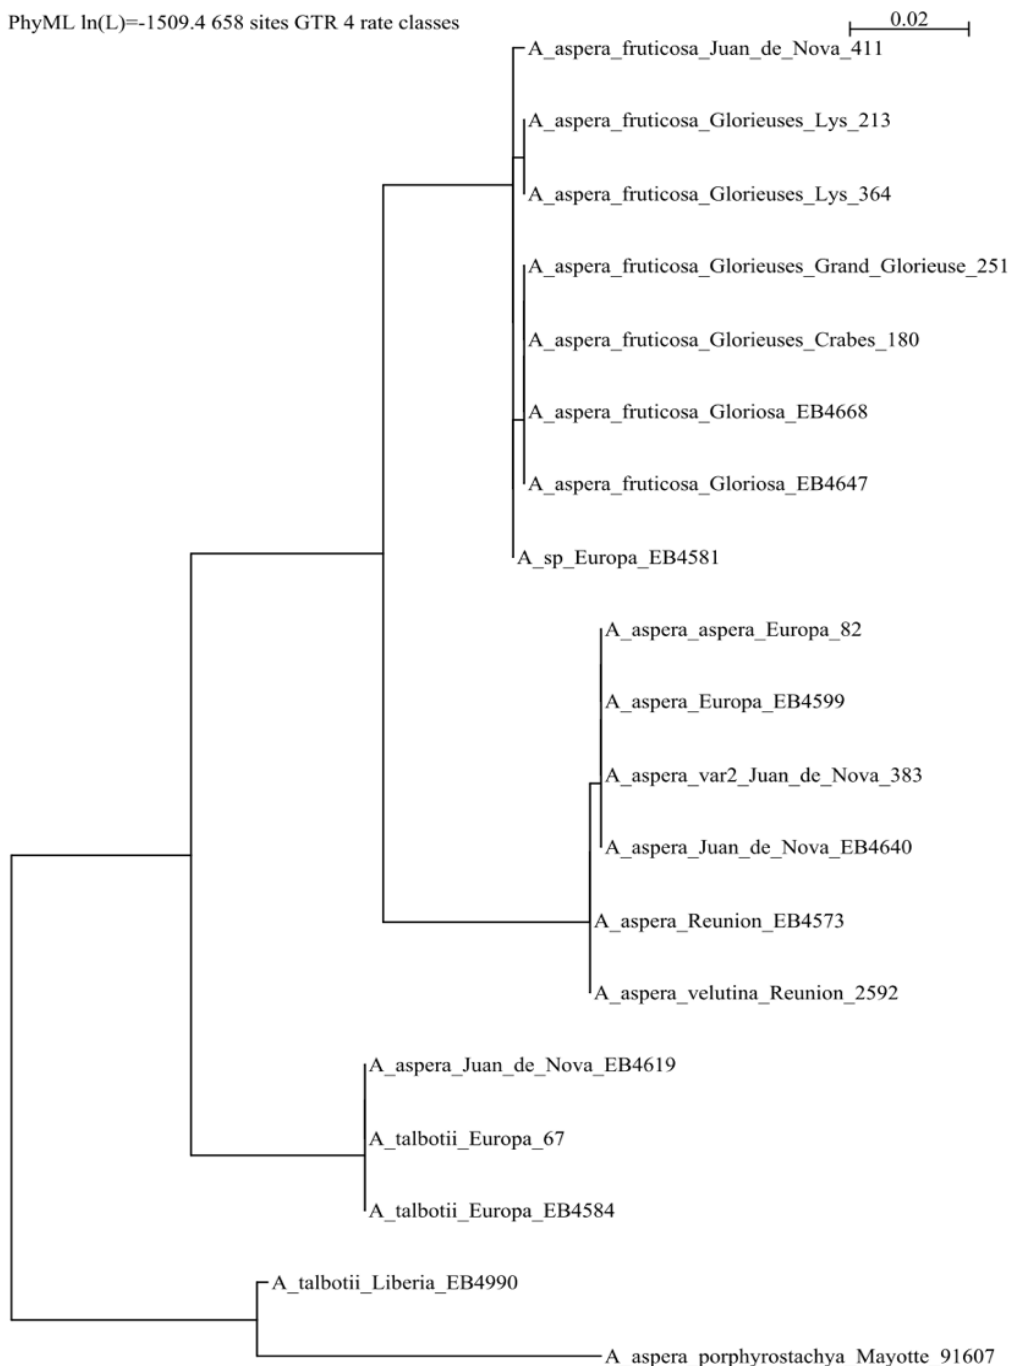 PhyML ln(L)=-1509.4 658 sites GTR 4 rate classes
0.02
A_aspera_fruticosa_Juan_de_Nova_411
A_aspera_fruticosa_Glorieuses_Lys_213
A_aspera_fruticosa_Glorieuses_Lys_364
A_aspera_fruticosa_Glorieuses_Grand_Glorieuse_251
A_aspera_fruticosa_Glorieuses_Crabes_180
A_aspera_fruticosa_Gloriosa_EB4668
A_aspera_fruticosa_Gloriosa_EB4647
A_sp_Europa_EB4581
A_aspera_aspera_Europa_82
A_aspera_Europa_EB4599
A_aspera_var2_Juan_de_Nova_383
A_aspera_Juan_de_Nova_EB4640
A_aspera_Reunion_EB4573
A_aspera_velutina_Reunion_2592
A_aspera_Juan_de_Nova_EB4619
A_talbotii_Europa_67
A_talbotii_Europa_EB4584
A_talbotii_Liberia_EB4990
A_aspera_porphyrostachya_Mayotte_91607